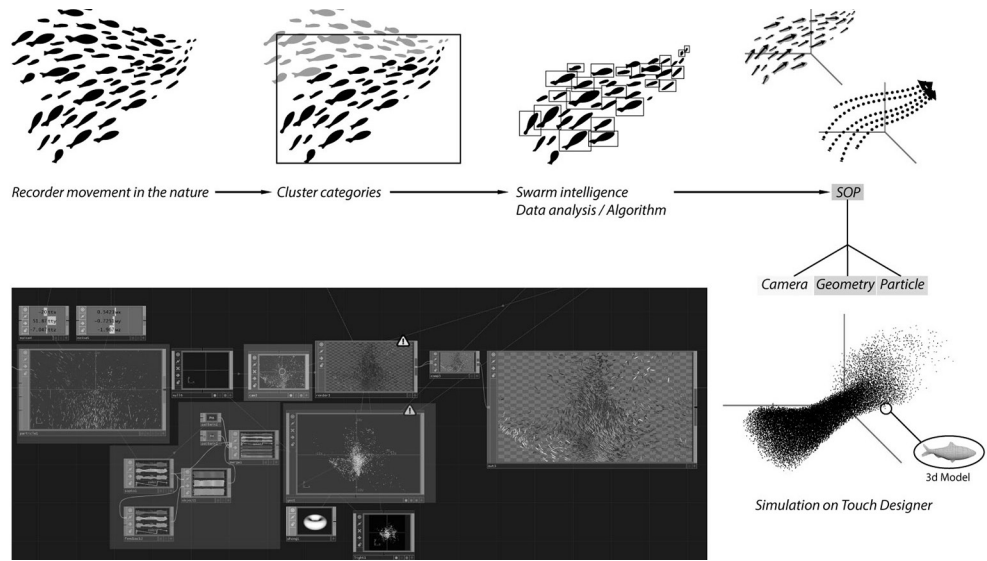 Recorder movement in the nature
Cluster categories
Swarm intelligence
Data analysis / Algorithm
SOP
Camera
Geometry
Particle
3d Model
Simulation on Touch Designer